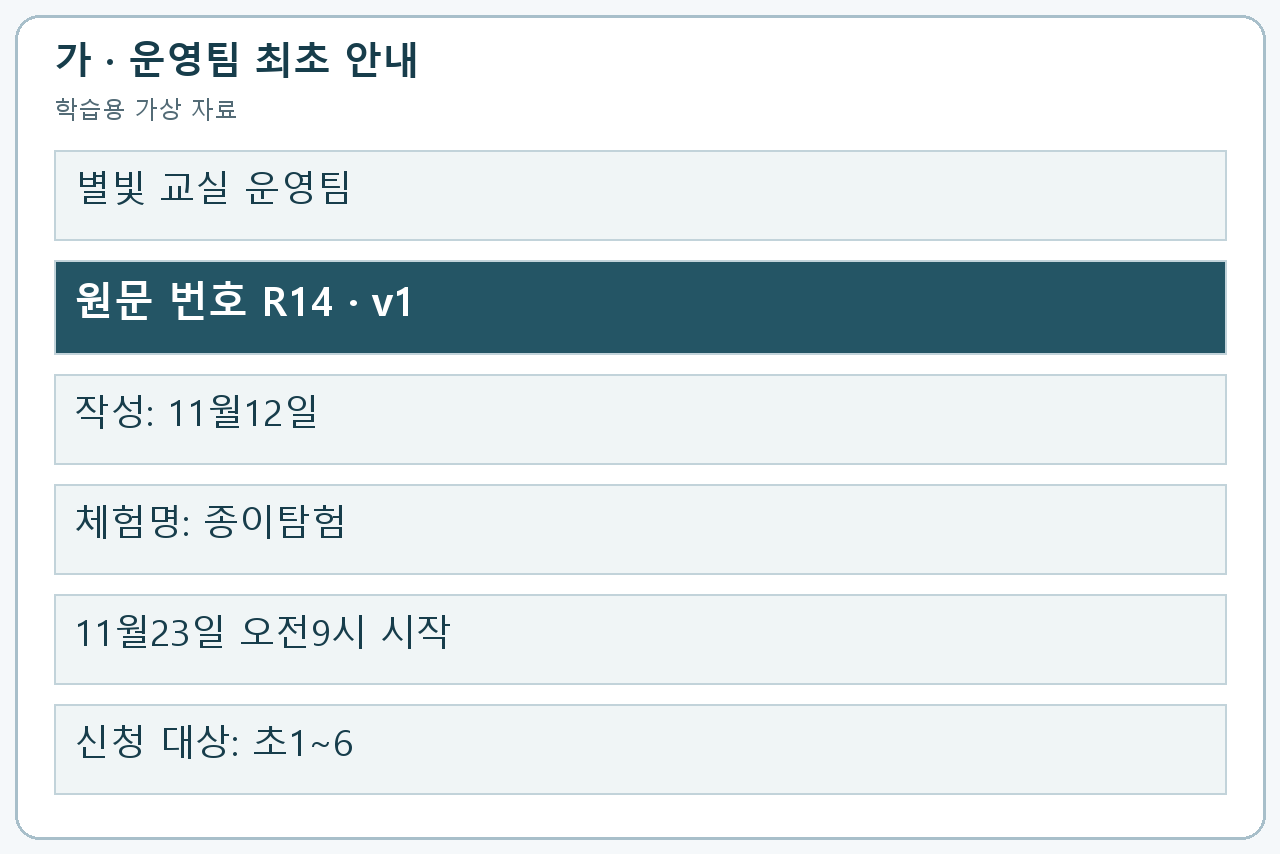 가 · 운영팀 최초 안내
학습용 가상 자료
별빛 교실 운영팀
원문 번호 R14 · v1
작성: 11월12일
체험명: 종이탐험
11월23일 오전9시 시작
신청 대상: 초1~6